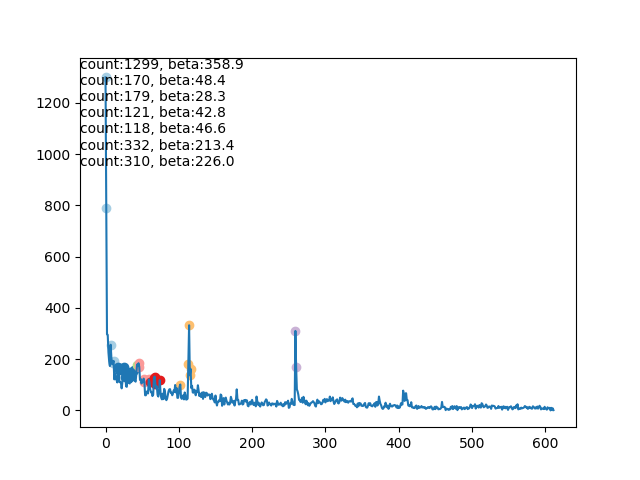 count:1299, beta:358.9
count:170, beta:48.4
count:179, beta:28.3
count:121, beta:42.8
count:118, beta:46.6
count:332, beta:213.4
count:310, beta:226.0
1200
1000
800
600
400
200
0
0 100 200 300 400 500 600